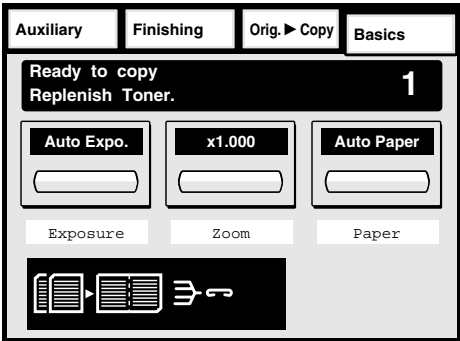 Auxiliary
Finishing
Orig.▶Copy
Basics
Ready to copy
Replenish Toner.
1
Auto Expo.
x1.000
Auto Paper
Exposure
Zoom
Paper